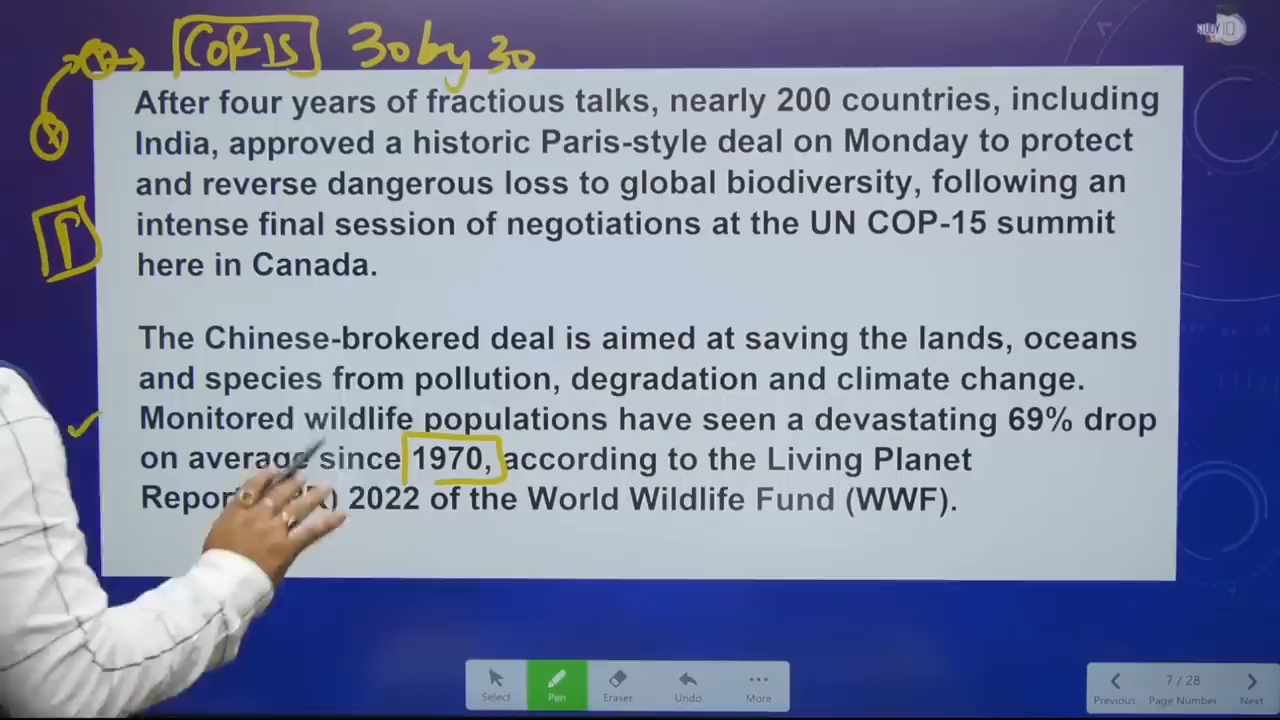 COP15 30 by 30
STUDY IQ
After four years of fractious talks, nearly 200 countries, including
India, approved a historic Paris-style deal on Monday to protect
and reverse dangerous loss to global biodiversity, following an
intense final session of negotiations at the UN COP-15 summit
here in Canada.
The Chinese-brokered deal is aimed at saving the lands, oceans
and species from pollution, degradation and climate change.
Monitored wildlife populations have seen a devastating 69% drop
on average since 1970, according to the Living Planet
2022 of the World Wildlife Fund (WWF).
Select Pen Eraser Undo More
7 / 28
Previous Page Number Next